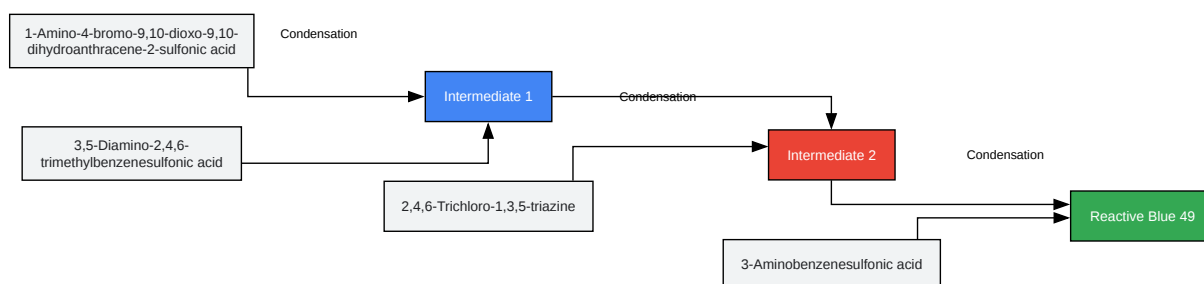 1-Amino-4-bromo-9,10-dioxo-9,10-
dihydroanthracene-2-sulfonic acid
Condensation
Intermediate 1
Condensation
3,5-Diamino-2,4,6-
trimethylbenzenesulfonic acid
Intermediate 2
Condensation
2,4,6-Trichloro-1,3,5-triazine
Reactive Blue 49
3-Aminobenzenesulfonic acid